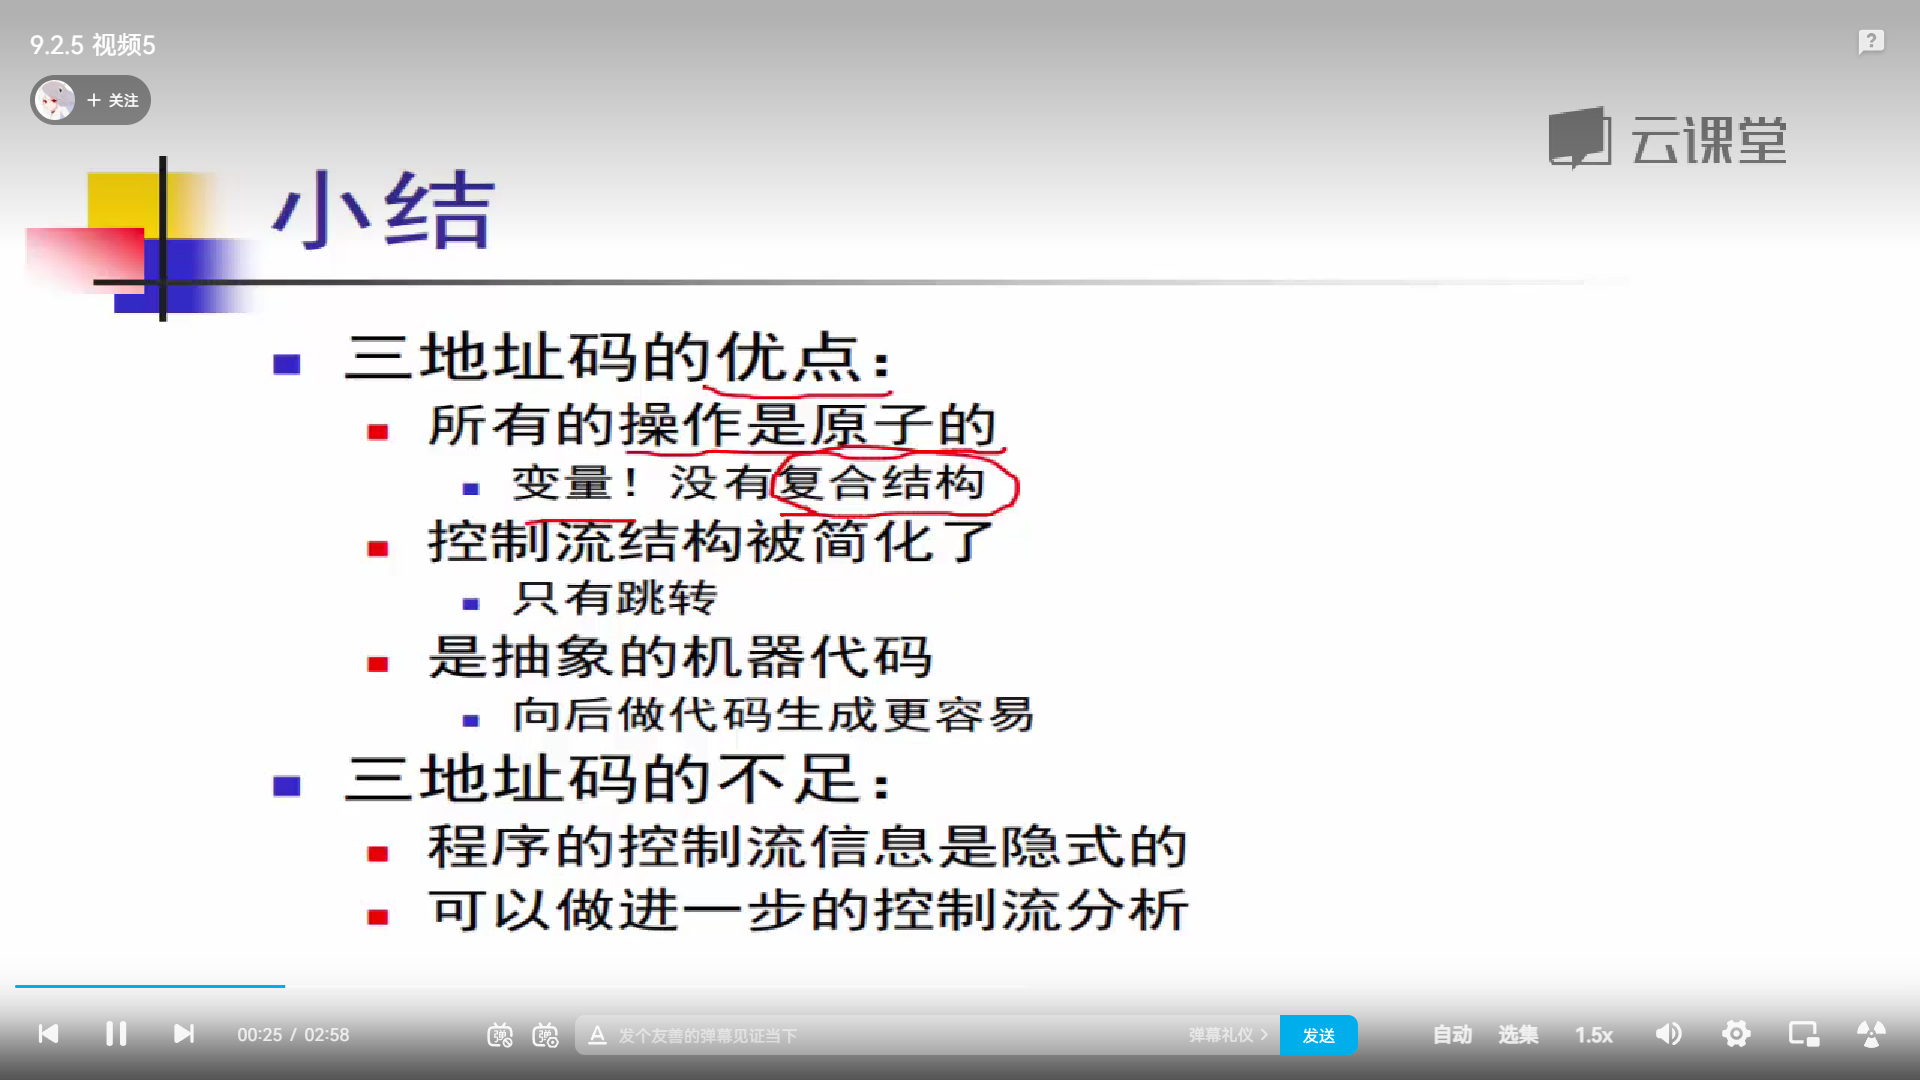 9.2.5 视频5
+ 关注
云课堂
小结
三地址码的优点：
所有的操作是原子的
变量！没有复合结构
控制流结构被简化了
只有跳转
是抽象的机器代码
向后做代码生成更容易
三地址码的不足：
程序的控制流信息是隐式的
可以做进一步的控制流分析
00:25 / 02:58
弹 弹 A 发个友善的弹幕见证当下 弹幕礼仪 > 发送 自动 选集 1.5x